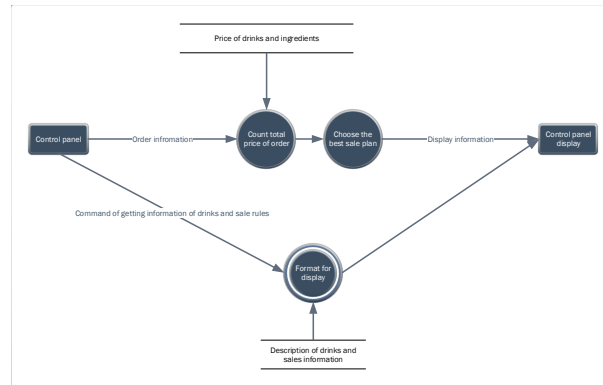 Price of drinks and ingredients
Control panel
Order infromation
Count total
price of order
Choose the
best sale plan
Display information
Control panel
display
Command of getting information of drinks and sale rules
Format for
display
Description of drinks and
sales information